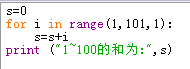 s=0
for i in range(1,101,1):
    s=s+i
print ("1~100的和为:",s)